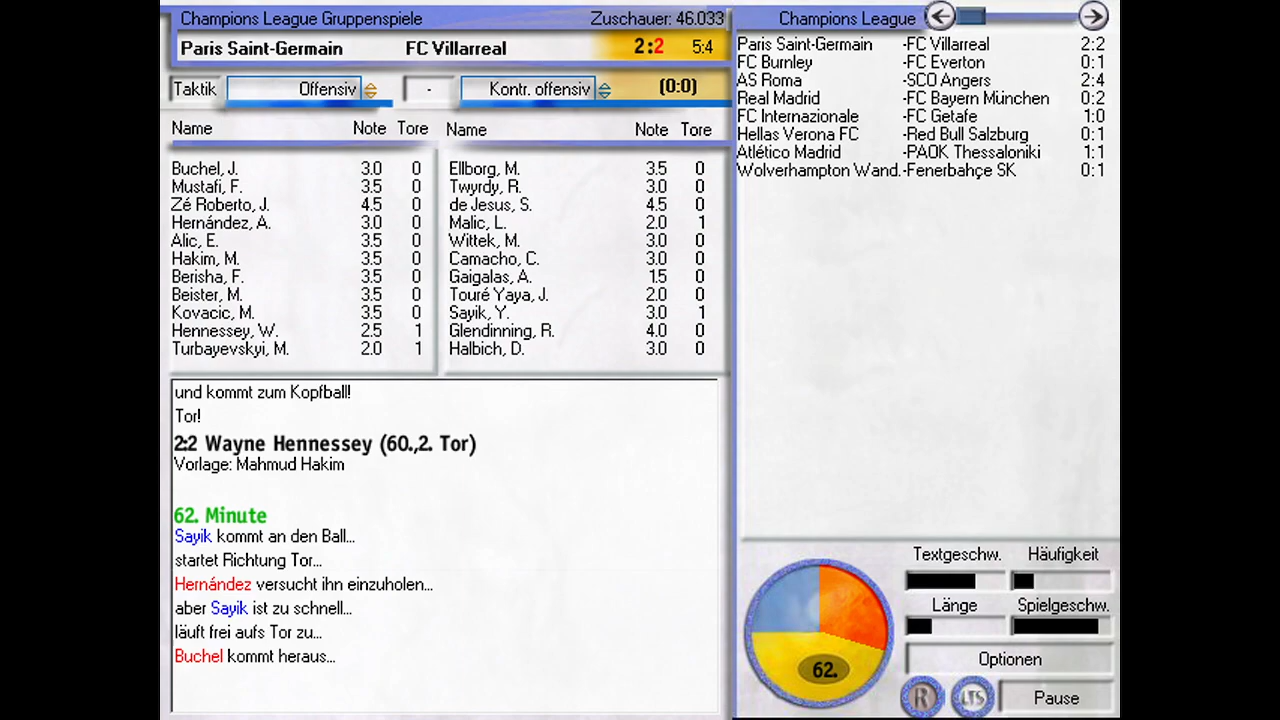 Champions League Gruppenspiele Zuschauer: 46.033
Paris Saint-Germain FC Villarreal 2:2 5:4
Taktik Offensiv - Kontr. offensiv (0:0)
Name Note Tore Name Note Tore
Buchel, J. 3.0 0 Ellborg, M. 3.5 0
Mustafi, F. 3.5 0 Twyrdy, R. 3.0 0
Zé Roberto, J. 4.5 0 de Jesus, S. 4.5 0
Hernández, A. 3.0 0 Malic, L. 2.0 1
Alic, E. 3.5 0 Wittek, M. 3.0 0
Hakim, M. 3.5 0 Camacho, C. 3.0 0
Berisha, F. 3.5 0 Gaigalas, A. 1.5 0
Beister, M. 3.5 0 Touré Yaya, J. 2.0 0
Kovacic, M. 3.5 0 Sayik, Y. 3.0 1
Hennessey, W. 2.5 1 Glendinning, R. 4.0 0
Turbayevskyi, M. 2.0 1 Halbich, D. 3.0 0
und kommt zum Kopfball!
Tor!
2:2 Wayne Hennessey (60.,2. Tor)
Vorlage: Mahmud Hakim
62. Minute
Sayik kommt an den Ball...
startet Richtung Tor...
Hernández versucht ihn einzuholen...
aber Sayik ist zu schnell...
läuft frei aufs Tor zu...
Buchel kommt heraus...
Champions League
Paris Saint-Germain -FC Villarreal 2:2
FC Burnley -FC Everton 0:1
AS Roma -SCO Angers 2:4
Real Madrid -FC Bayern München 0:2
FC Internazionale -FC Getafe 1:0
Hellas Verona FC -Red Bull Salzburg 0:1
Atlético Madrid -PAOK Thessaloniki 1:1
Wolverhampton Wand.-Fenerbahçe SK 0:1
62.
Textgeschw. Häufigkeit
Länge Spielgeschw.
Optionen
R LTS Pause